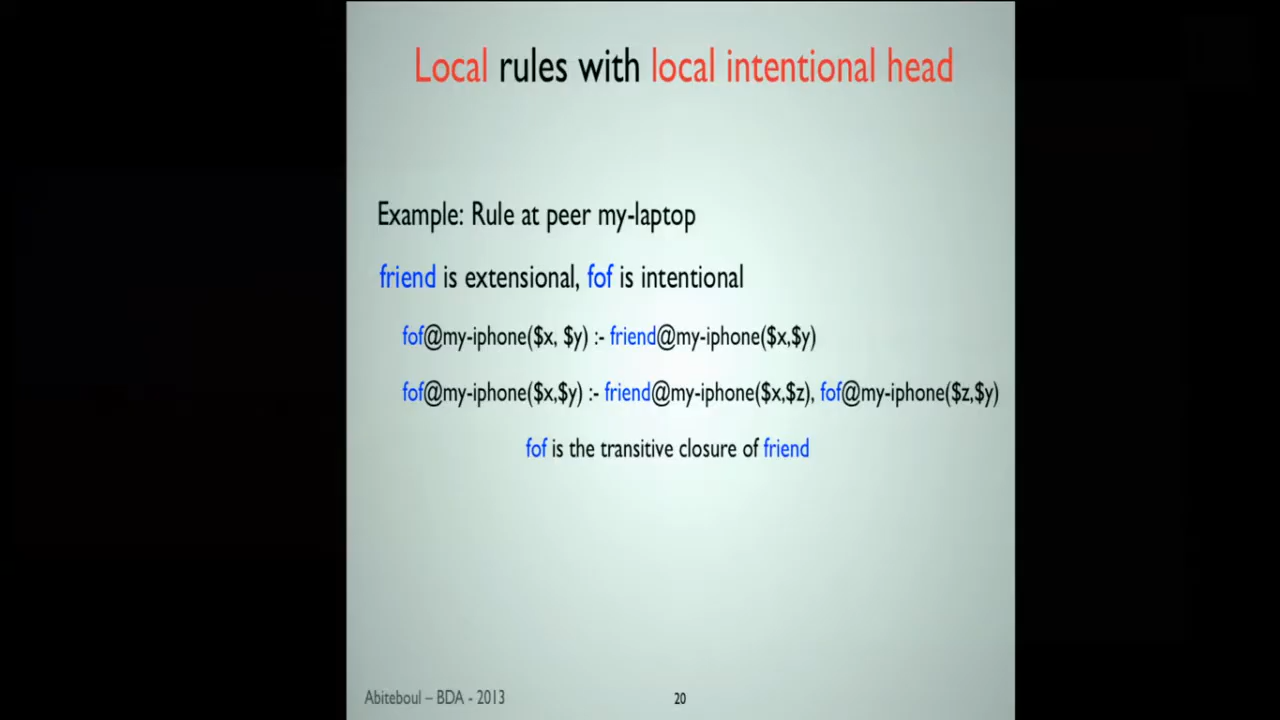 Local rules with local intentional head
Example: Rule at peer my-laptop
friend is extensional, fof is intentional
fof@my-iphone($x, $y) :- friend@my-iphone($x,$y)
fof@my-iphone($x,$y) :- friend@my-iphone($x,$z), fof@my-iphone($z,$y)
fof is the transitive closure of friend
Abiteboul – BDA - 2013
20